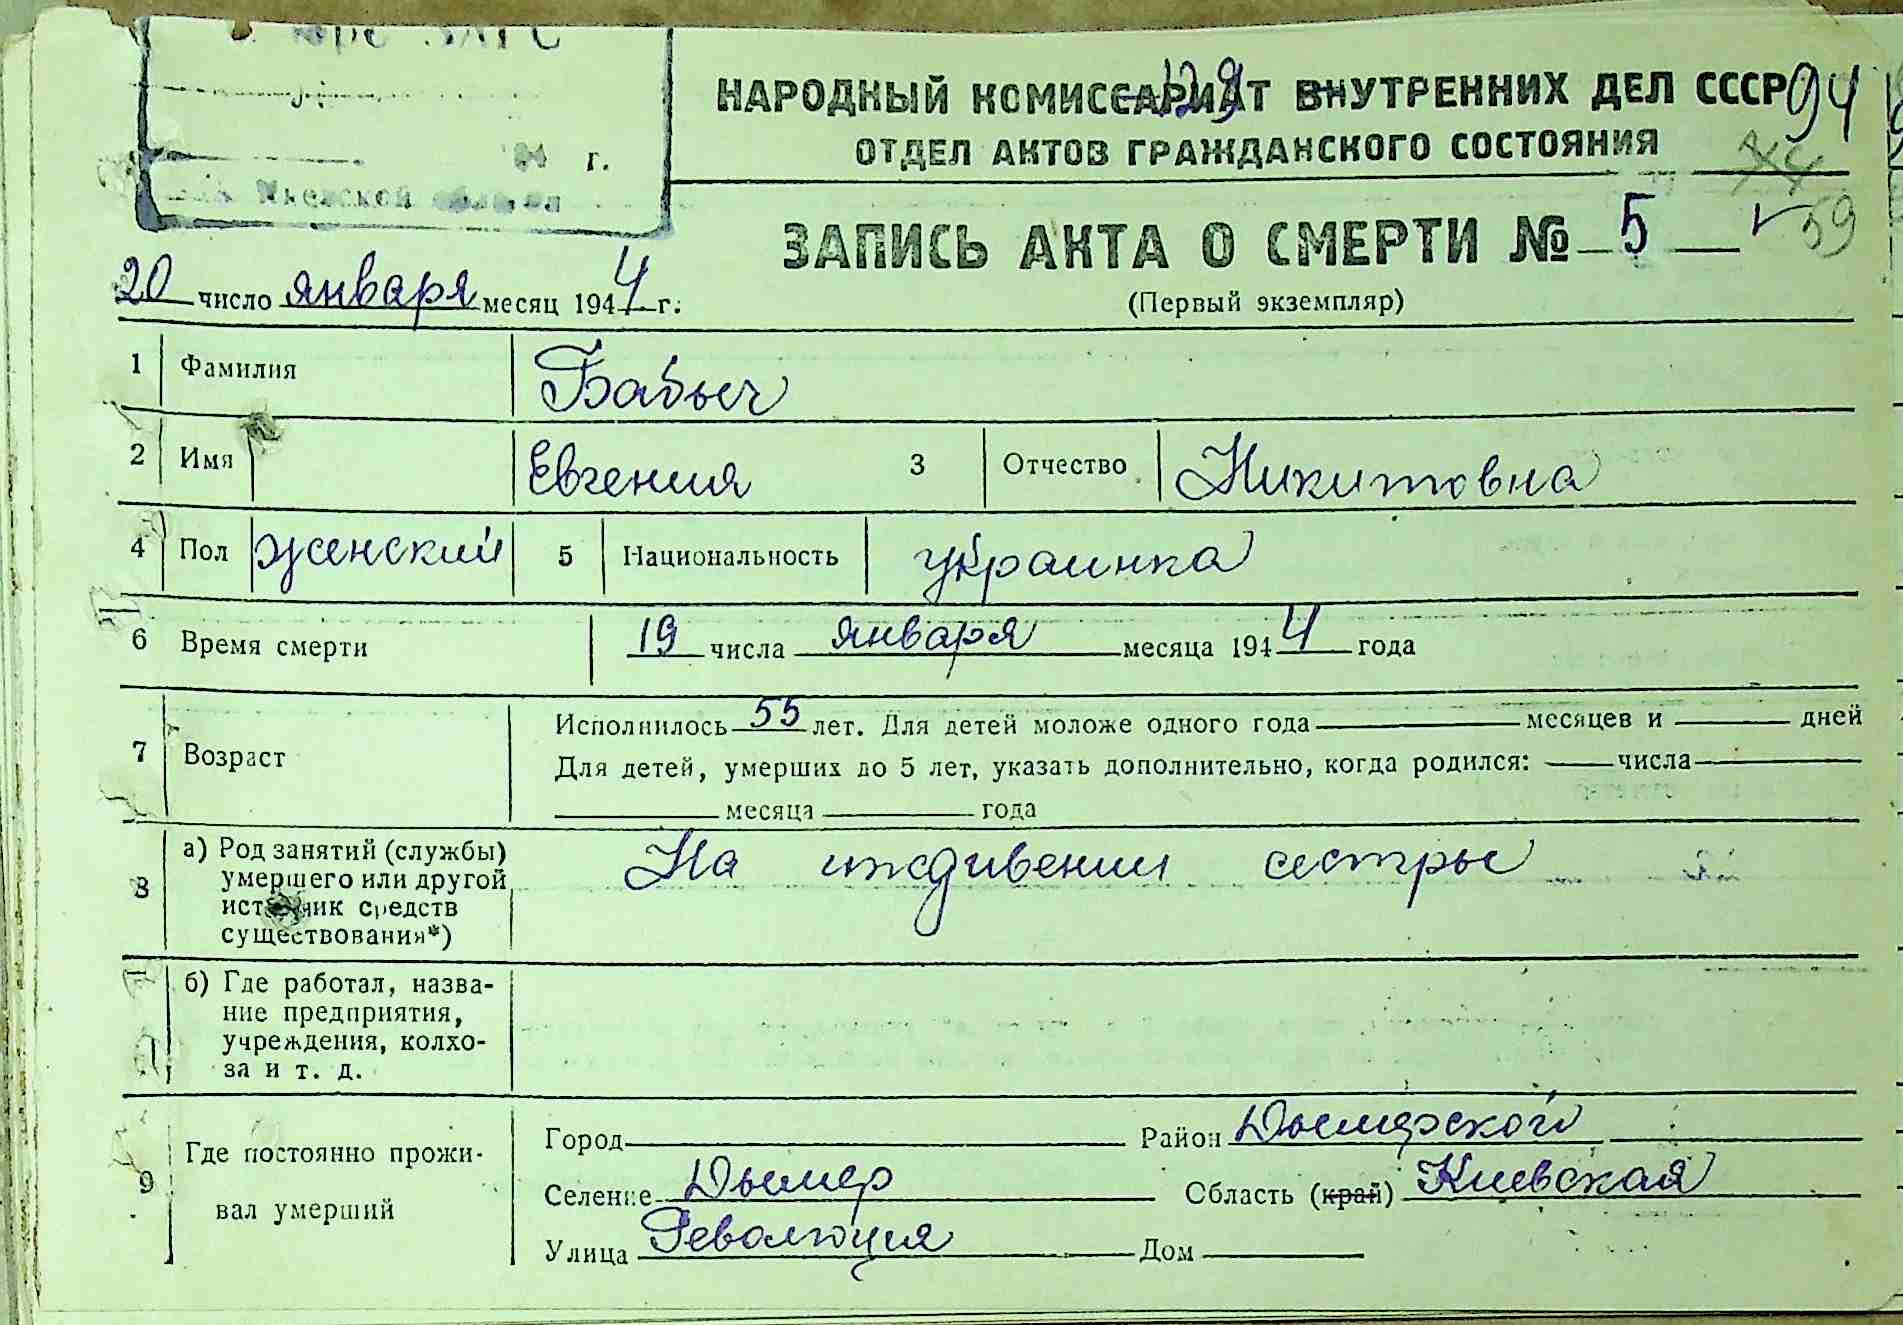 г.
Киевской области
НАРОДНЫЙ КОМИССАРИАТ ВНУТРЕННИХ ДЕЛ СССР 94
129
ОТДЕЛ АКТОВ ГРАЖДАНСКОГО СОСТОЯНИЯ
44
ЗАПИСЬ АКТА О СМЕРТИ № 5 59
20 число января месяц 1944 г.
(Первый экземпляр)
1 Фамилия Бабыч
2 Имя Евгения 3 Отчество Никитовна
4 Пол женский 5 Национальность украинка
6 Время смерти 19 числа января месяца 1944 года
7 Возраст
Исполнилось 55 лет. Для детей моложе одного года месяцев и дней
Для детей, умерших до 5 лет, указать дополнительно, когда родился: числа
месяца года
8 а) Род занятий (службы)
умершего или другой
источник средств
существования*)
На иждивении сестры
б) Где работал, назва-
ние предприятия,
учреждения, колхо-
за и т. д.
9 Где постоянно прожи-
вал умерший
Город Район Дымерского
Селение Дымер Область (край) Киевская
Улица Революция Дом